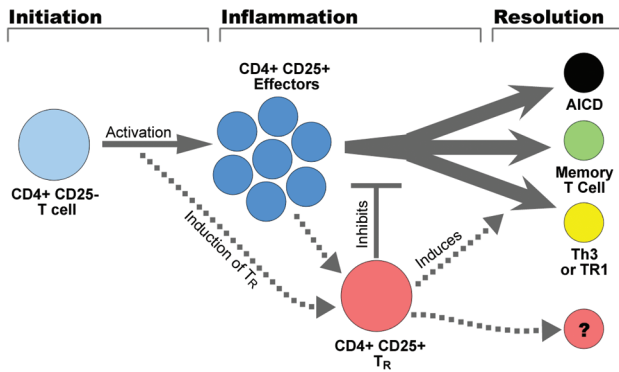 Initiation
Inflammation
Resolution
CD4+ CD25+
Effectors
Activation
CD4+ CD25-
T cell
AICD
Memory
T Cell
Th3
or TR1
Inhibits
Induces
Induction of TR
CD4+ CD25+
TR
?